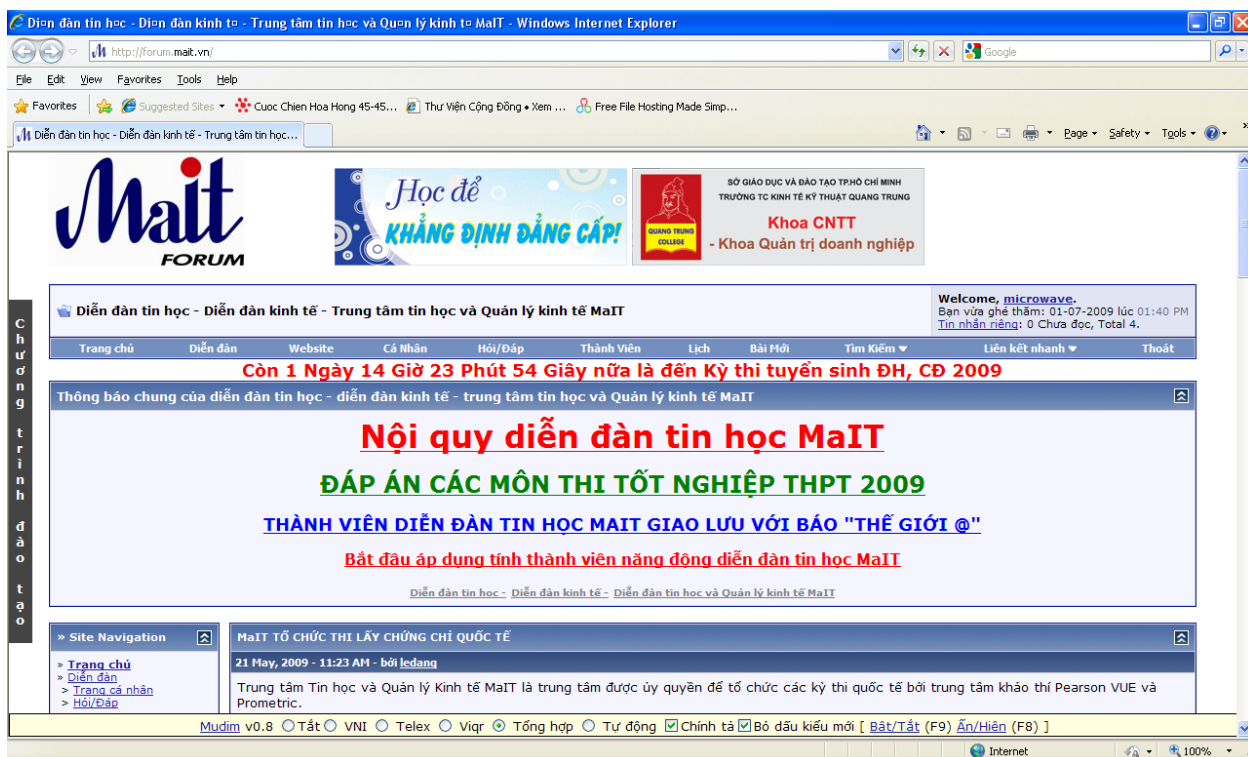 Di¤n đàn tin h¤c - Di¤n đàn kinh t¤ - Trung tâm tin h¤c và Qu¤n lý kinh t¤ MaIT - Windows Internet Explorer
http://forum.mait.vn/
Google
File Edit View Favorites Tools Help
Favorites Suggested Sites Cuoc Chien Hoa Hong 45-45... Thư Viện Cộng Đồng • Xem ... Free File Hosting Made Simp...
Diễn đàn tin học - Diễn đàn kinh tế - Trung tâm tin học...
Page Safety Tools
Mait
FORUM
Học để
KHẲNG ĐỊNH ĐẲNG CẤP!
QUANG TRUNG
COLLEGE
SỞ GIÁO DỤC VÀ ĐÀO TẠO TP.HỒ CHÍ MINH
TRƯỜNG TC KINH TẾ KỸ THUẬT QUANG TRUNG
Khoa CNTT
- Khoa Quản trị doanh nghiệp
Chương trình đào tạo
Diễn đàn tin học - Diễn đàn kinh tế - Trung tâm tin học và Quản lý kinh tế MaIT
Welcome, microwave.
Bạn vừa ghé thăm: 01-07-2009 lúc 01:40 PM
Tin nhắn riêng: 0 Chưa đọc, Total 4.
Trang chủ Diễn đàn Website Cá Nhân Hỏi/Đáp Thành Viên Lịch Bài Mới Tìm Kiếm Liên kết nhanh Thoát
Còn 1 Ngày 14 Giờ 23 Phút 54 Giây nữa là đến Kỳ thi tuyển sinh ĐH, CĐ 2009
Thông báo chung của diễn đàn tin học - diễn đàn kinh tế - trung tâm tin học và Quản lý kinh tế MaIT
Nội quy diễn đàn tin học MaIT
ĐÁP ÁN CÁC MÔN THI TỐT NGHIỆP THPT 2009
THÀNH VIÊN DIỄN ĐÀN TIN HỌC MAIT GIAO LƯU VỚI BÁO "THẾ GIỚI @"
Bắt đầu áp dụng tính thành viên năng động diễn đàn tin học MaIT
Diễn đàn tin học - Diễn đàn kinh tế - Diễn đàn tin học và Quản lý kinh tế MaIT
» Site Navigation
» Trang chủ
» Diễn đàn
> Trang cá nhân
> Hỏi/Đáp
MaIT TỔ CHỨC THI LẤY CHỨNG CHỈ QUỐC TẾ
21 May, 2009 - 11:23 AM - bởi ledang
Trung tâm Tin học và Quản lý Kinh tế MaIT là trung tâm được ủy quyền để tổ chức các kỳ thi quốc tế bởi trung tâm khảo thí Pearson VUE và
Prometric.
Mudim v0.8 Tắt VNI Telex Viqr Tổng hợp Tự động Chính tả Bỏ dấu kiểu mới [ Bật/Tắt (F9) Ẩn/Hiện (F8) ]
Internet 100%